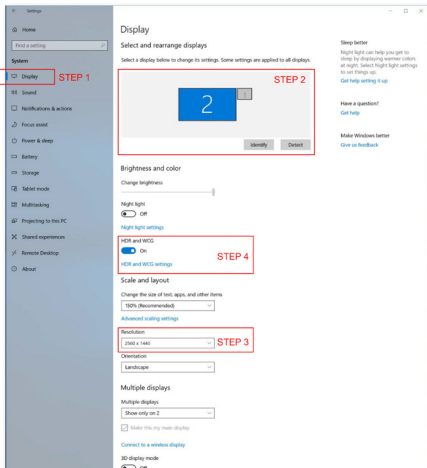 Settings
Home
Find a setting
System
Display
STEP 1
Sound
Notifications & actions
Focus assist
Power & sleep
Battery
Storage
Tablet mode
Multitasking
Projecting to this PC
Shared experiences
Remote Desktop
About
Display
Select and rearrange displays
Select a display below to change its settings. Some settings are applied to all displays.
STEP 2
2
1
Identify
Detect
Brightness and color
Change brightness
Night light
Off
Night light settings
HDR and WCG
On
STEP 4
HDR and WCG settings
Scale and layout
Change the size of text, apps, and other items
150% (Recommended)
Advanced scaling settings
Resolution
2560 x 1440
STEP 3
Orientation
Landscape
Multiple displays
Multiple displays
Show only on 2
Make this my main display
Connect to a wireless display
3D display mode
Off
Sleep better
Night light can help you get to
sleep by displaying warmer colors
at night. Select Night light settings
to set things up.
Get help setting it up
Have a question?
Get help
Make Windows better
Give us feedback